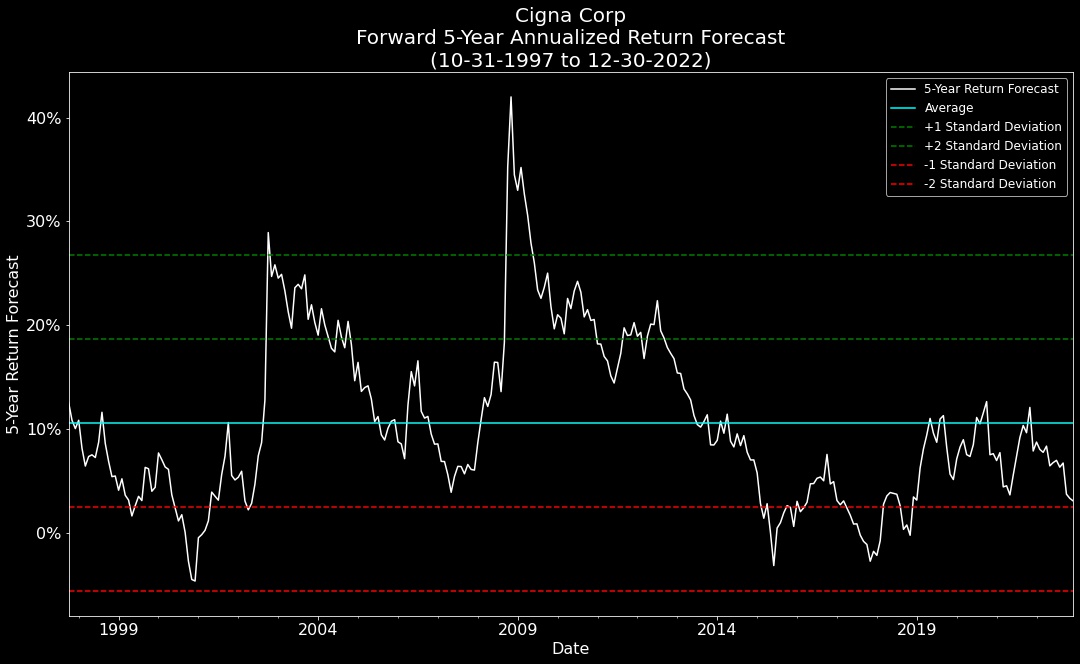 Cigna Corp
Forward 5-Year Annualized Return Forecast
(10-31-1997 to 12-30-2022)
5-Year Return Forecast
Average
+1 Standard Deviation
+2 Standard Deviation
-1 Standard Deviation
-2 Standard Deviation
5-Year Return Forecast
40%
30%
20%
10%
0%
1999
2004
2009
2014
2019
Date